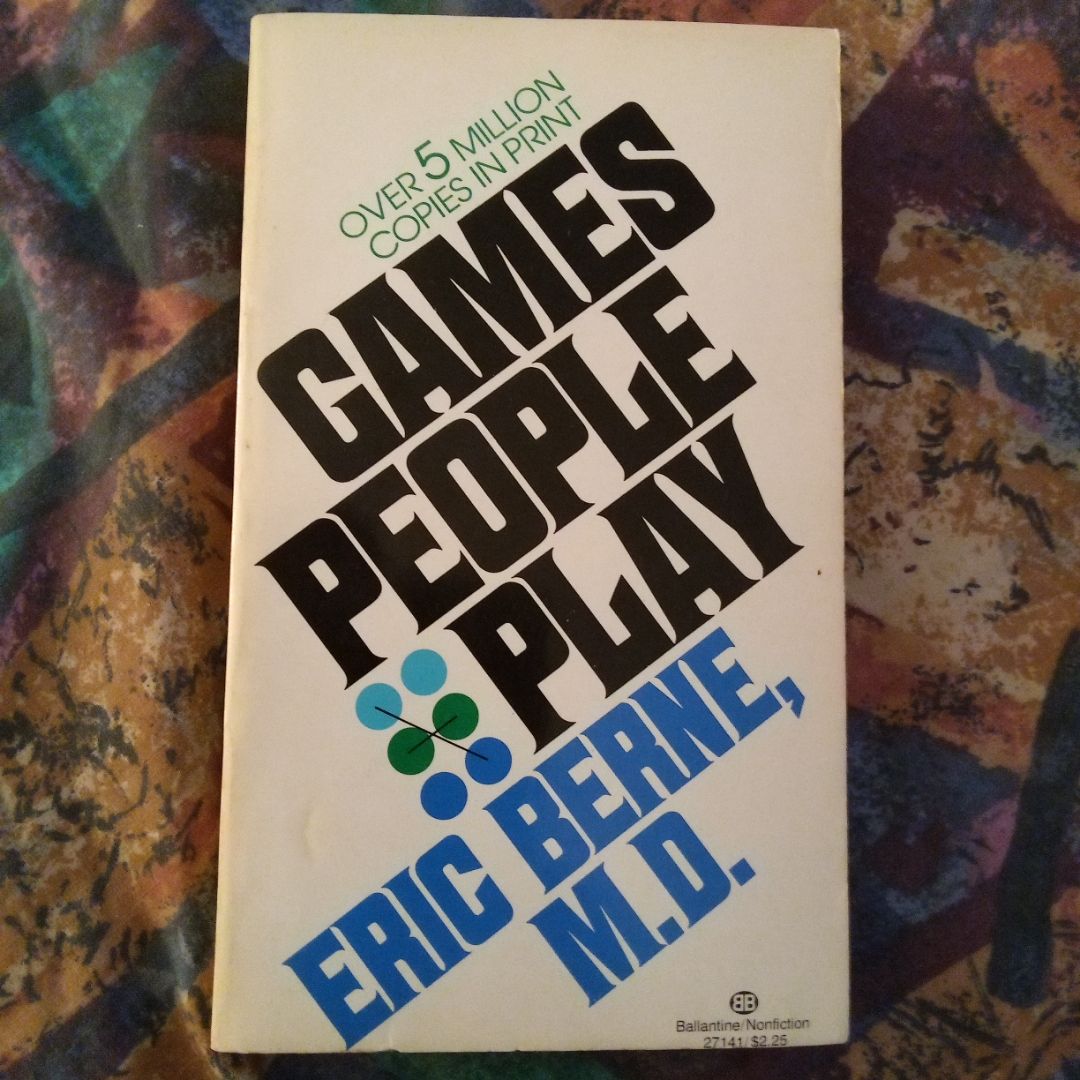 OVER 5 MILLION
COPIES IN PRINT
GAMES
PEOPLE
PLAY
ERIC BERNE,
M.D.
BB
Ballantine/Nonfiction
27141/$2.25